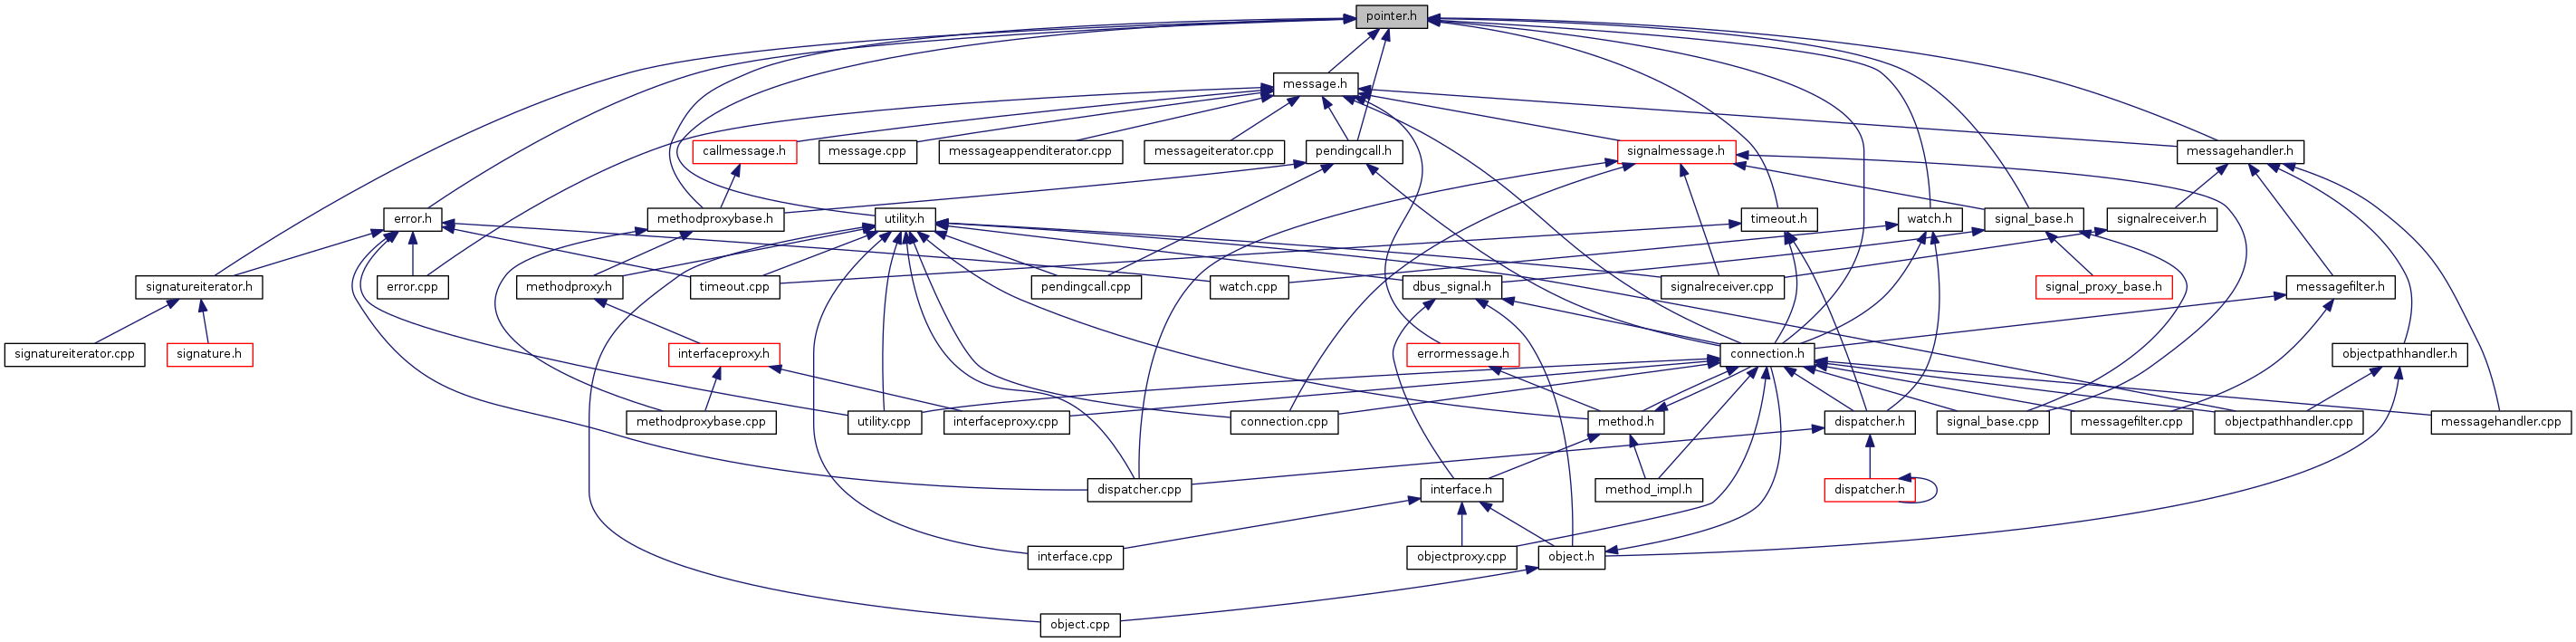 pointer.h
message.h
callmessage.h
message.cpp
messageappenditerator.cpp
messageiterator.cpp
pendingcall.h
signalmessage.h
messagehandler.h
error.h
methodproxybase.h
utility.h
timeout.h
watch.h
signal_base.h
signalreceiver.h
signatureiterator.h
error.cpp
methodproxy.h
timeout.cpp
pendingcall.cpp
watch.cpp
dbus_signal.h
signalreceiver.cpp
signal_proxy_base.h
messagefilter.h
signatureiterator.cpp
signature.h
interfaceproxy.h
errormessage.h
connection.h
objectpathhandler.h
methodproxybase.cpp
utility.cpp
interfaceproxy.cpp
connection.cpp
method.h
dispatcher.h
signal_base.cpp
messagefilter.cpp
objectpathhandler.cpp
messagehandler.cpp
dispatcher.cpp
interface.h
method_impl.h
dispatcher.h
interface.cpp
objectproxy.cpp
object.h
object.cpp